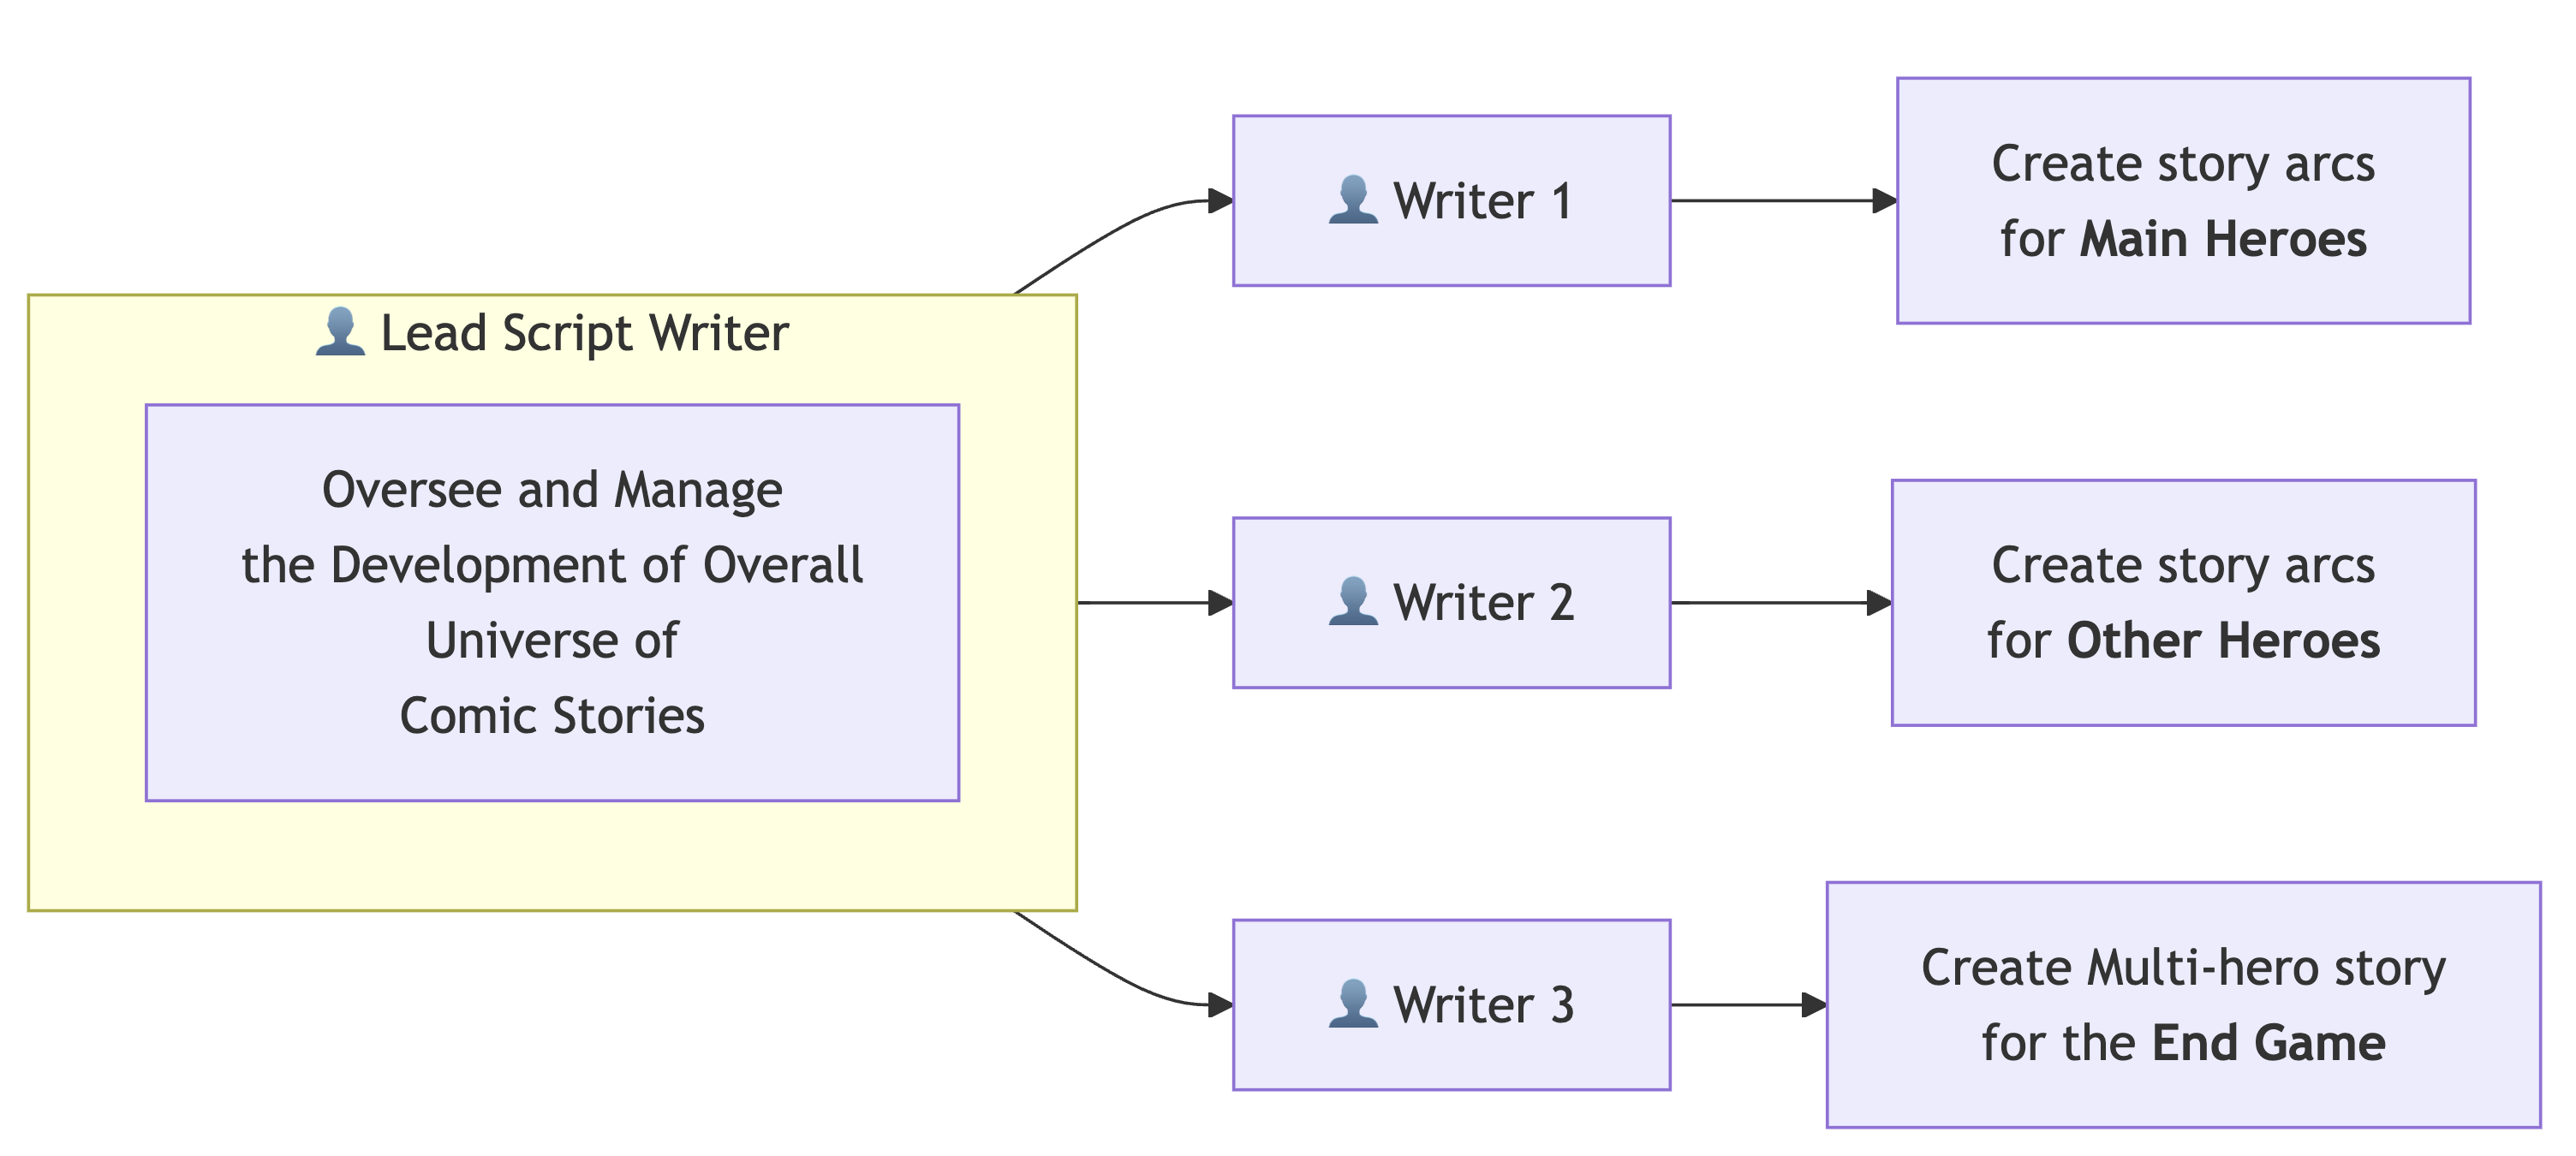 Lead Script Writer
Oversee and Manage
the Development of Overall
Universe of
Comic Stories
Writer 1
Create story arcs
for Main Heroes
Writer 2
Create story arcs
for Other Heroes
Writer 3
Create Multi-hero story
for the End Game